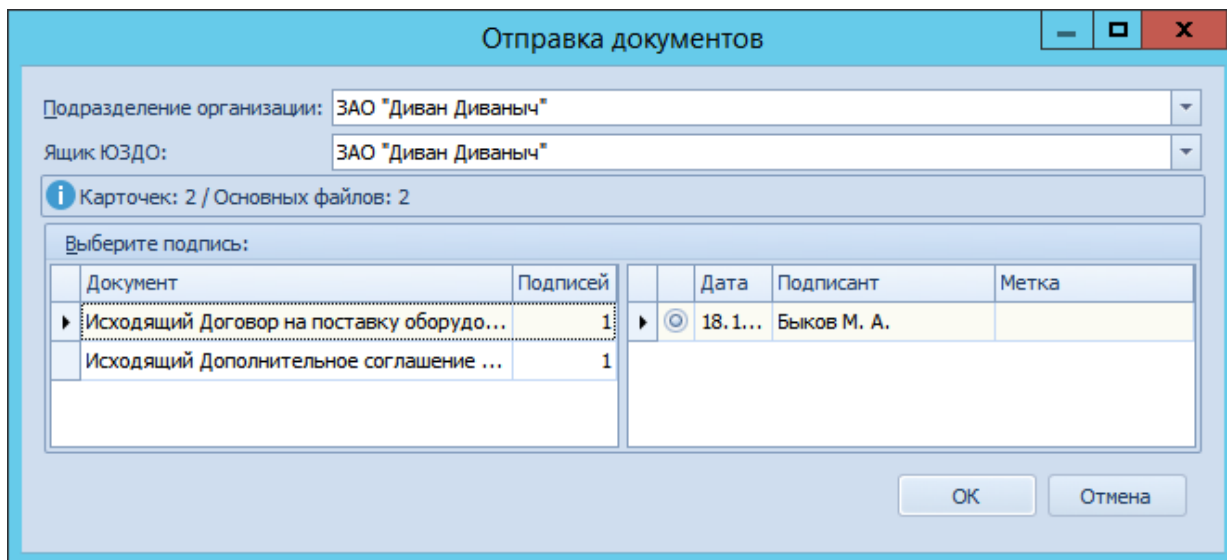 Отправка документов
Подразделение организации: ЗАО "Диван Диваныч"
Ящик ЮЗДО: ЗАО "Диван Диваныч"
Карточек: 2 / Основных файлов: 2
Выберите подпись:
Документ Подписей Дата Подписант Метка
Исходящий Договор на поставку оборудо... 1 18.1... Быков М. А.
Исходящий Дополнительное соглашение ... 1
ОК Отмена